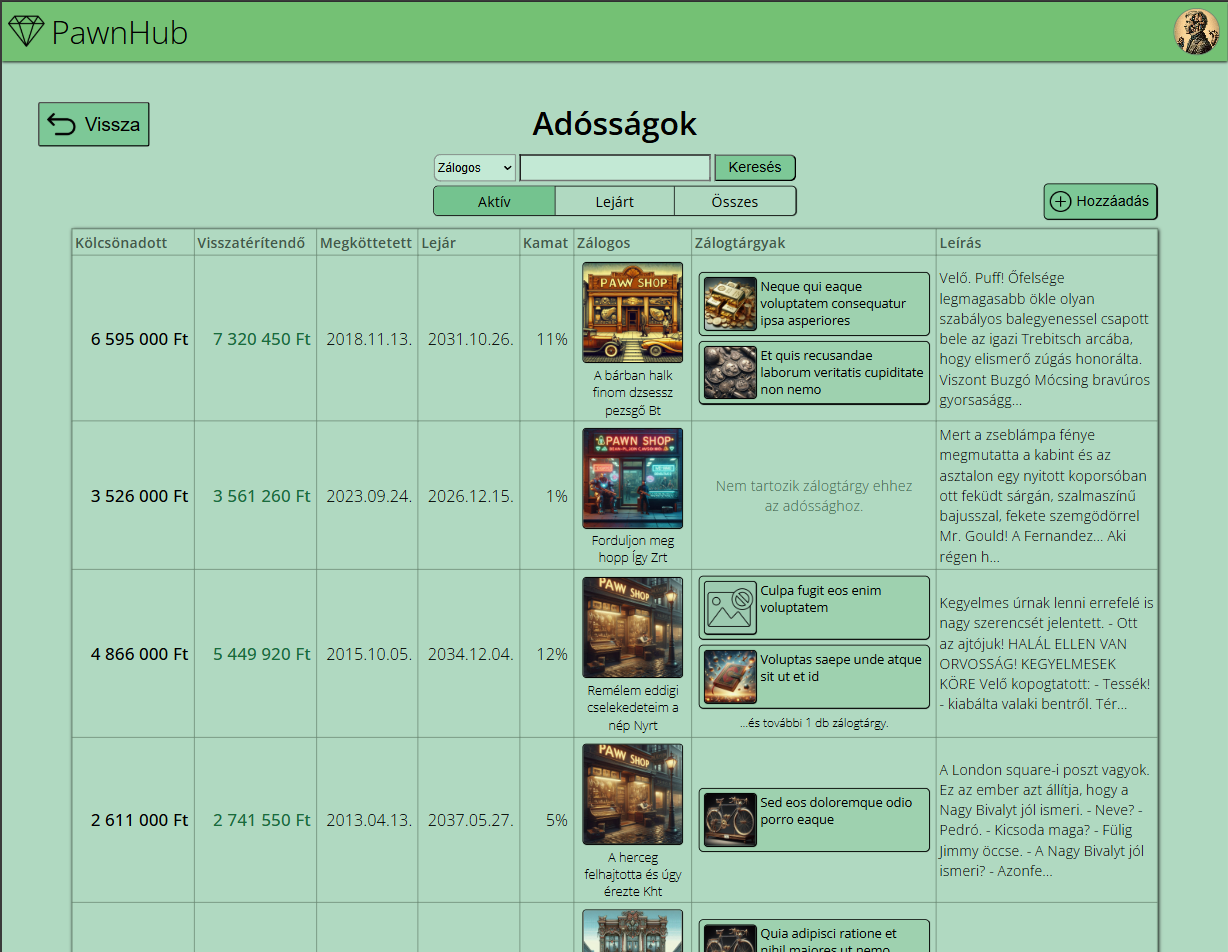 PawnHub
Vissza
Adósságok
Zálogos
Keresés
Aktív
Lejárt
Összes
Hozzáadás
Kölcsönadott
Visszatérítendő
Megköttetett
Lejár
Kamat
Zálogos
Zálogtárgyak
Leírás
6 595 000 Ft
7 320 450 Ft
2018.11.13.
2031.10.26.
11%
PAWN SHOP
A bárban halk
finom dzsessz
pezsgő Bt
Neque qui eaque
voluptatem consequatur
ipsa asperiores
Et quis recusandae
laborum veritatis cupiditate
non nemo
Velő. Puff! Őfelsége
legmagasabb ökle olyan
szabályos balegyenessel csapott
bele az igazi Trebitsch arcába,
hogy elismerő zúgás honorálta.
Viszont Buzgó Mócsing bravúros
gyorsaságg...
3 526 000 Ft
3 561 260 Ft
2023.09.24.
2026.12.15.
1%
PAWN SHOP
Forduljon meg
hopp Így Zrt
Nem tartozik zálogtárgy ehhez
az adóssághoz.
Mert a zseblámpa fénye
megmutatta a kabint és az
asztalon egy nyitott koporsóban
ott feküdt sárgán, szalmaszínű
bajusszal, fekete szemgödörrel
Mr. Gould! A Fernandez... Aki
régen h...
4 866 000 Ft
5 449 920 Ft
2015.10.05.
2034.12.04.
12%
PAWN SHOP
Remélem eddigi
cselekedeteim a
nép Nyrt
Culpa fugit eos enim
voluptatem
Voluptas saepe unde atque
sit ut et id
...és további 1 db zálogtárgy.
Kegyelmes úrnak lenni errefelé is
nagy szerencsét jelentett. - Ott
az ajtójuk! HALÁL ELLEN VAN
ORVOSSÁG! KEGYELMESEK
KÖRE Velő kopogtatott: - Tessék!
- kiabálta valaki bentről. Tér...
2 611 000 Ft
2 741 550 Ft
2013.04.13.
2037.05.27.
5%
PAWN SHOP
A herceg
felhajtotta és úgy
érezte Kht
Sed eos doloremque odio
porro eaque
A London square-i poszt vagyok.
Ez az ember azt állítja, hogy a
Nagy Bivalyt jól ismeri. - Neve? -
Pedró. - Kicsoda maga? - Fülig
Jimmy öccse. - A Nagy Bivalyt jól
ismeri? - Azonfe...
Quia adipisci ratione et
nihil maiores ut nemo